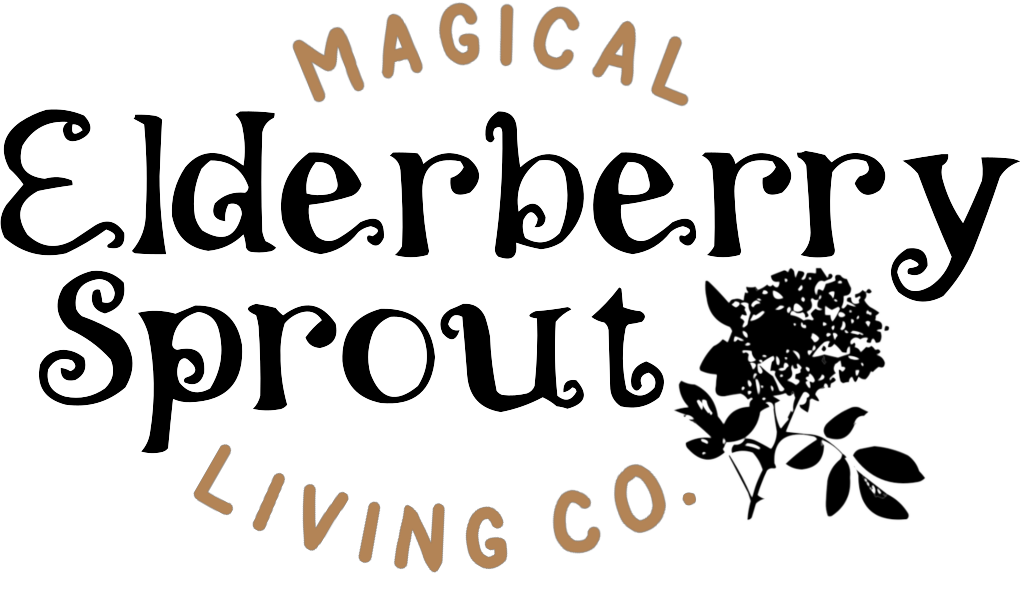 MAGICAL
Elderberry
Sprout
LIVING CO.